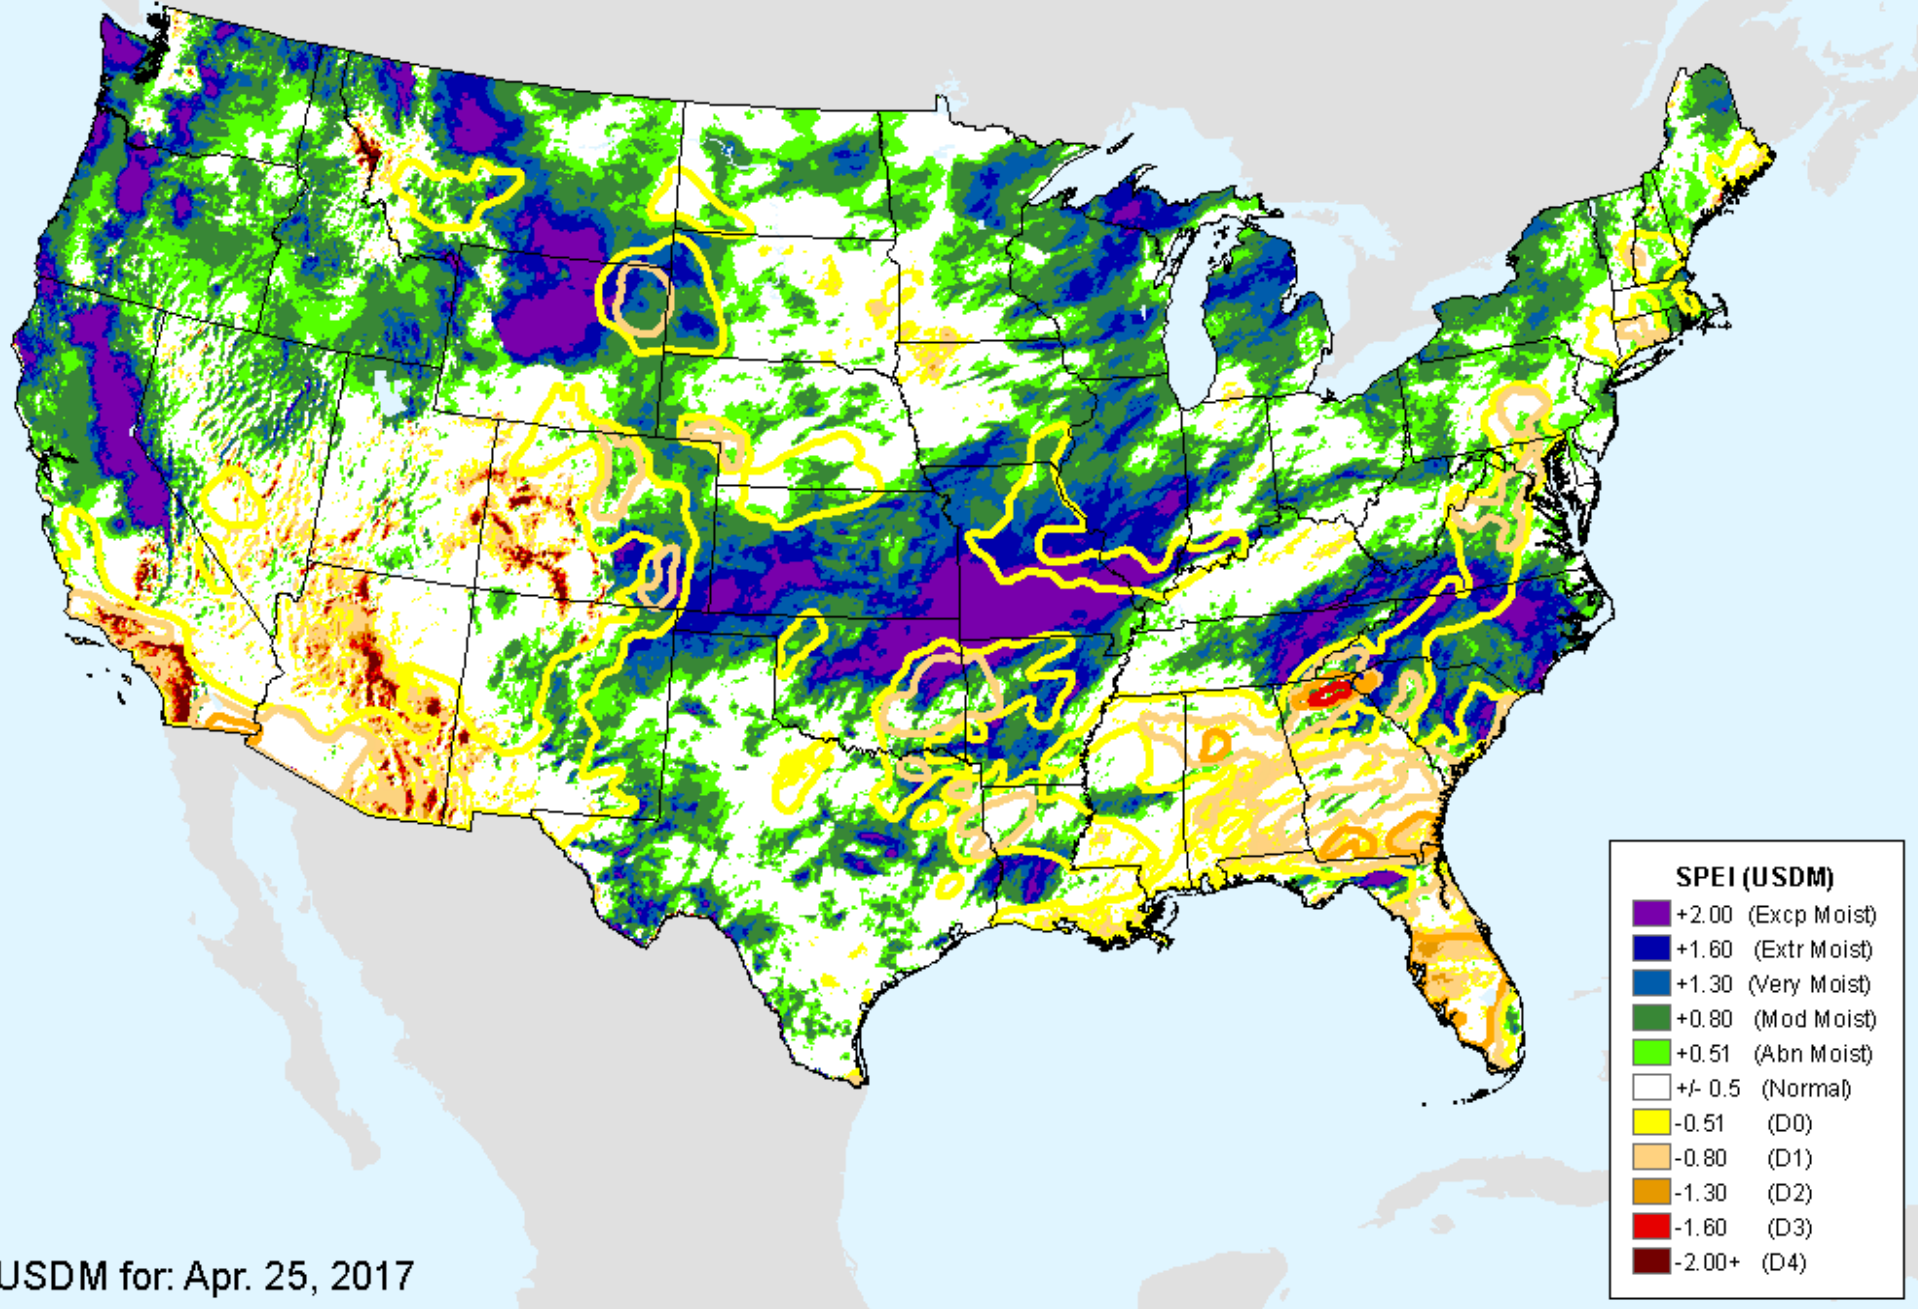 SPEI (USDM)
+2.00 (Excp Moist)
+1.60 (Extr Moist)
+1.30 (Very Moist)
+0.80 (Mod Moist)
+0.51 (Abn Moist)
+/- 0.5 (Normal)
-0.51 (D0)
-0.80 (D1)
-1.30 (D2)
-1.60 (D3)
-2.00+ (D4)
USDM for: Apr. 25, 2017